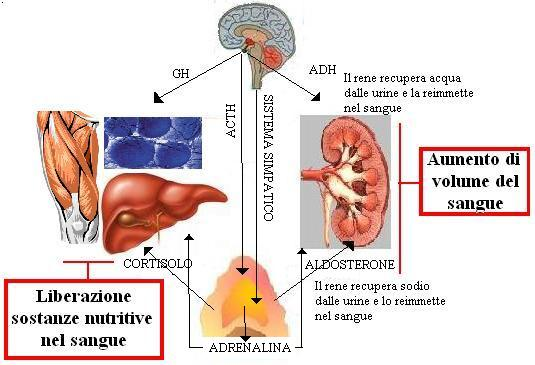 GH
ADH
ACTH
SISTEMA SIMPATICO
Il rene recupera acqua
dalle urine e la reimmette
nel sangue
Aumento di
volume del
sangue
CORTISOLO
ALDOSTERONE
Il rene recupera sodio
dalle urine e lo reimmette
nel sangue
Liberazione
sostanze nutritive
nel sangue
ADRENALINA